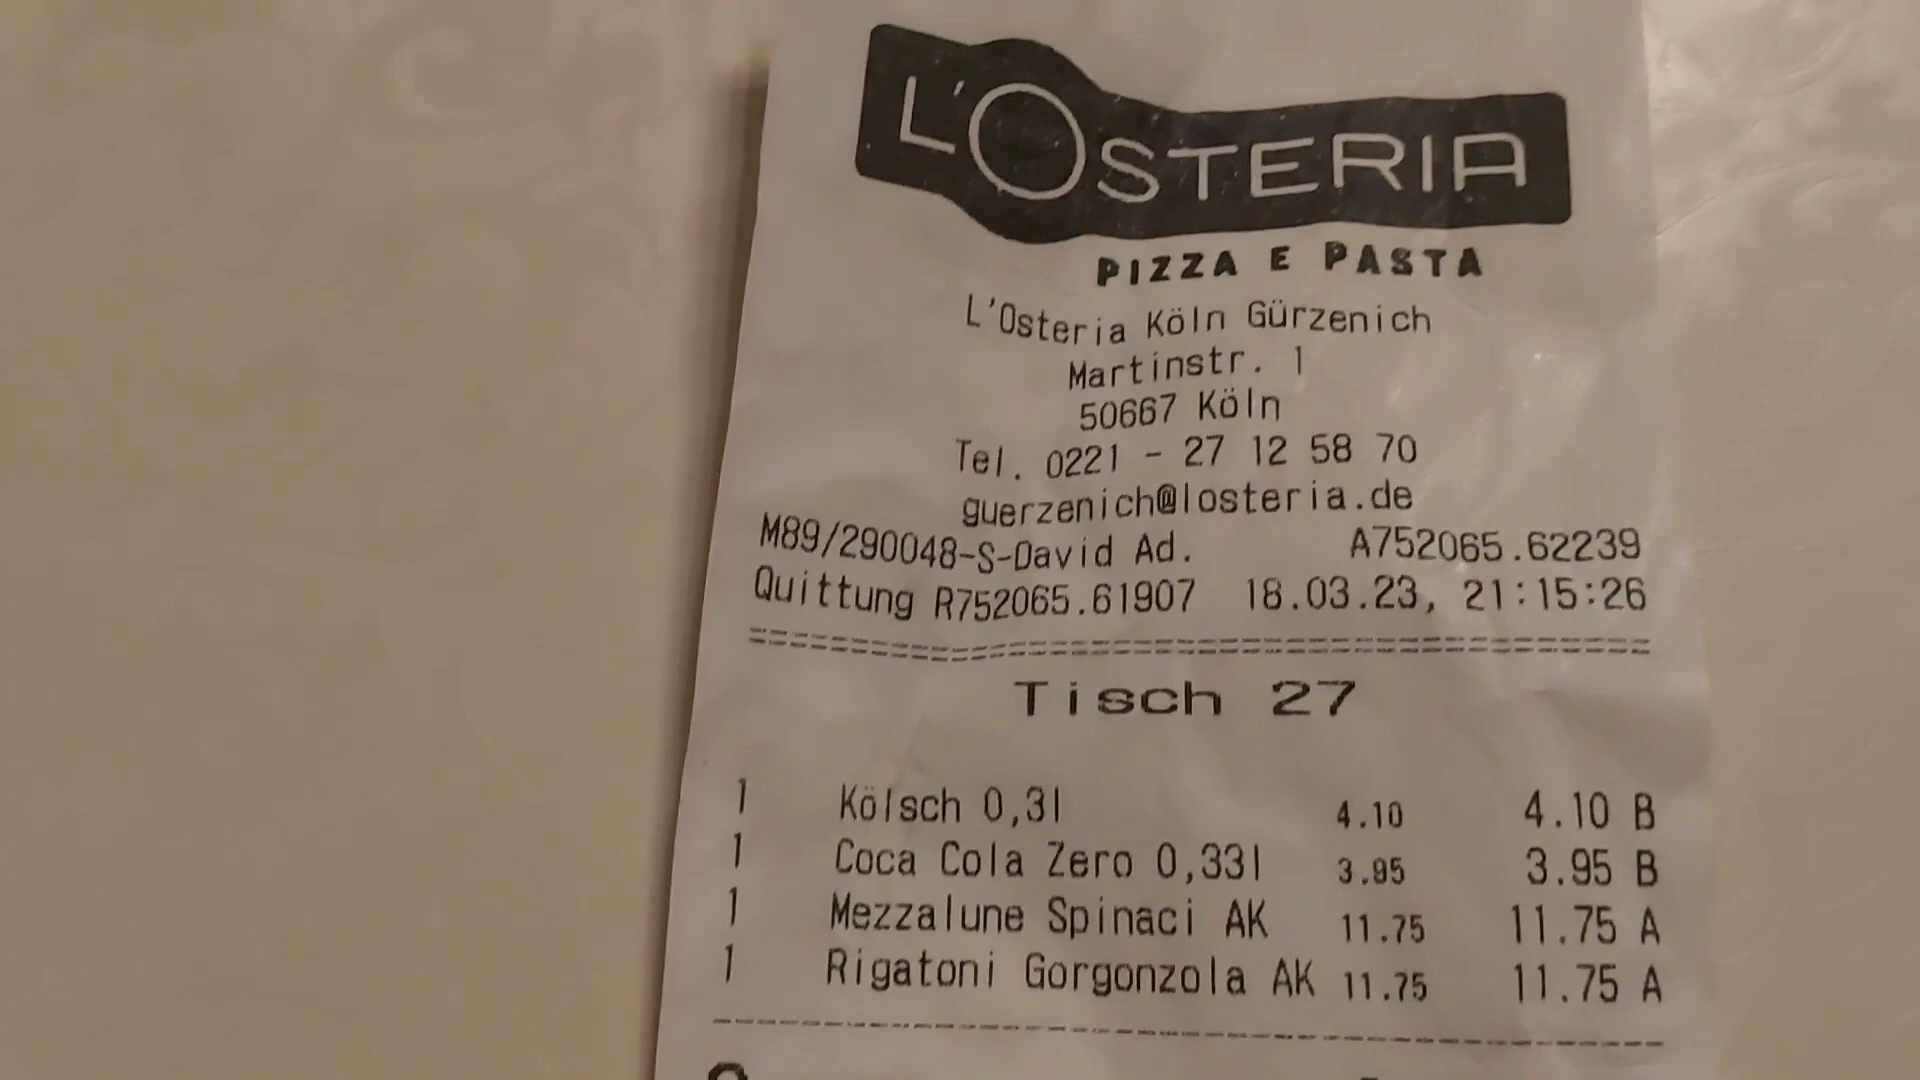 L'OSTERIA
PIZZA E PASTA
L'Osteria Köln Gürzenich
Martinstr. 1
50667 Köln
Tel. 0221 - 27 12 58 70
guerzenich@losteria.de
M89/290048-S-David Ad. A752065.62239
Quittung R752065.61907 18.03.23, 21:15:26
Tisch 27
1 Kölsch 0,3l 4.10 4.10 B
1 Coca Cola Zero 0,33l 3.95 3.95 B
1 Mezzalune Spinaci AK 11.75 11.75 A
1 Rigatoni Gorgonzola AK 11.75 11.75 A